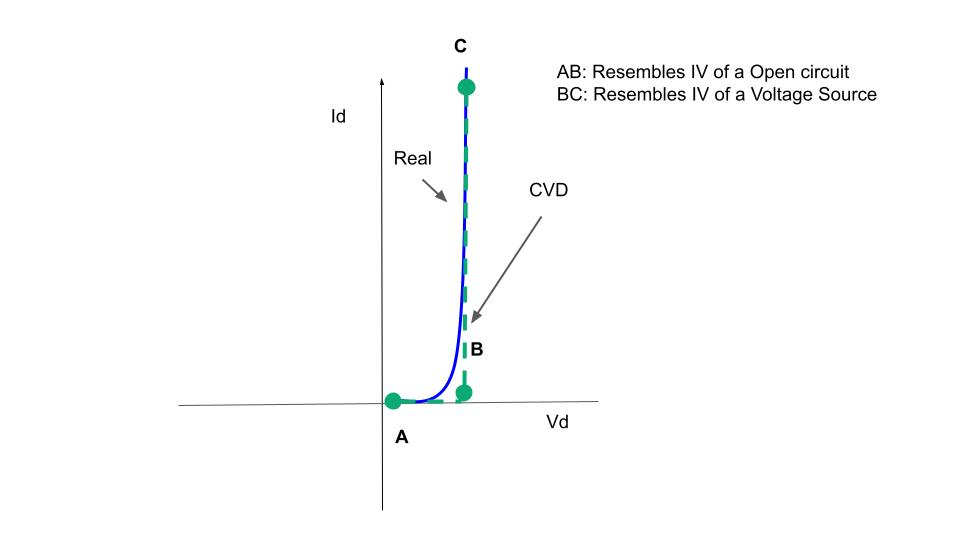 C
AB: Resembles IV of a Open circuit
BC: Resembles IV of a Voltage Source
Id
Real
CVD
B
Vd
A